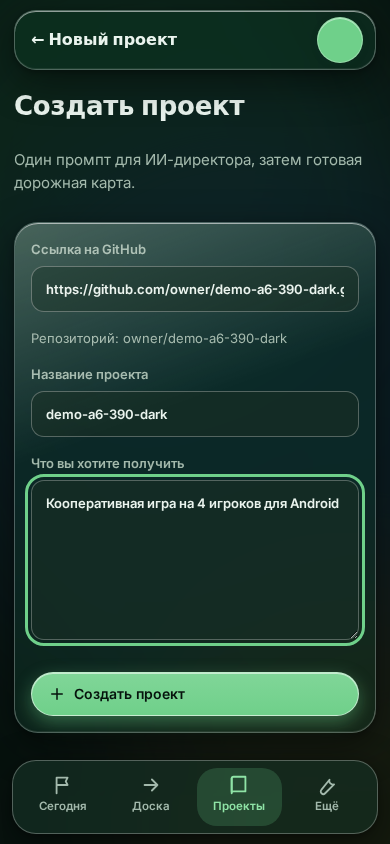 ← Новый проект
Создать проект
Один промпт для ИИ-директора, затем готовая
дорожная карта.
Ссылка на GitHub
https://github.com/owner/demo-a6-390-dark.g
Репозиторий: owner/demo-a6-390-dark
Название проекта
demo-a6-390-dark
Что вы хотите получить
Кооперативная игра на 4 игроков для Android
+ Создать проект
Сегодня
Доска
Проекты
Ещё